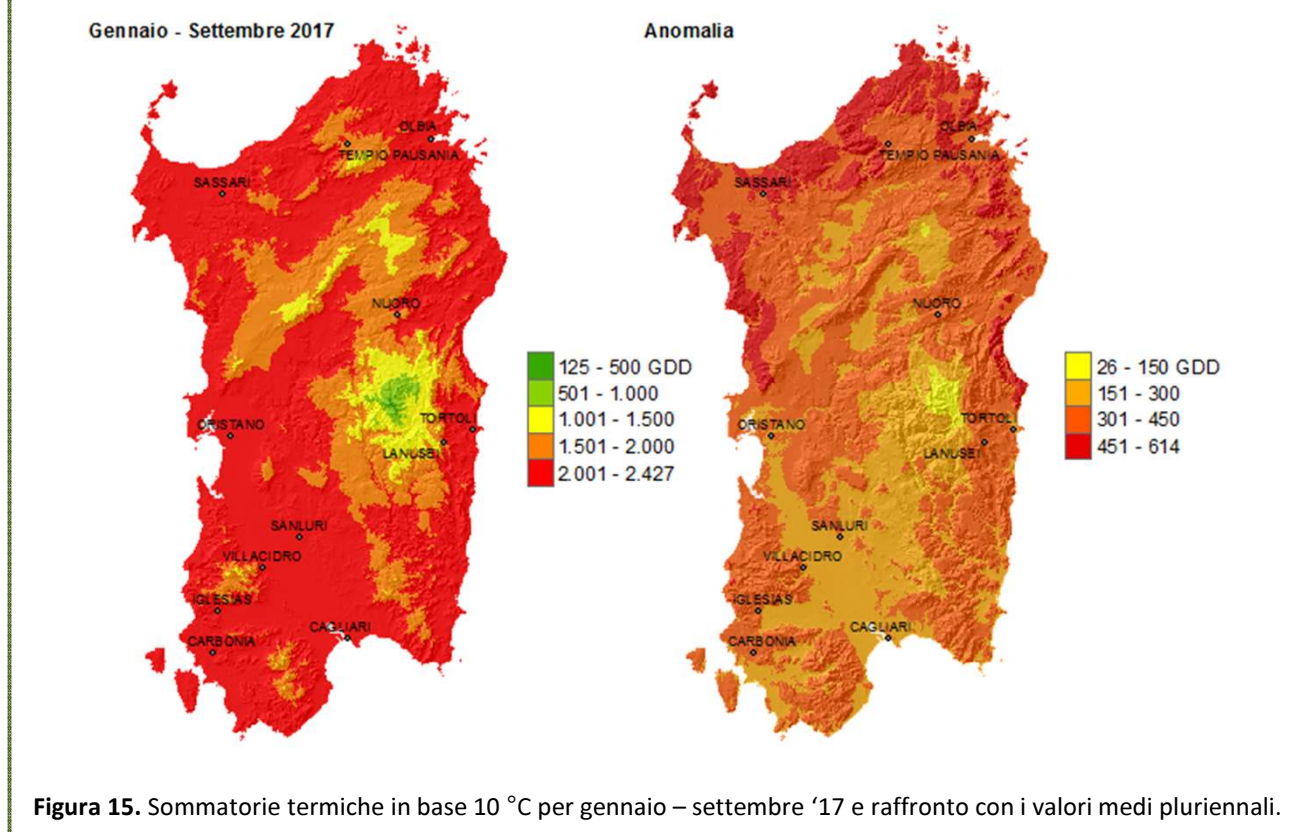 Gennaio - Settembre 2017
OLBIA
TEMPIO PAUSANIA
SASSARI
NUORO
ORISTANO
TORTOLI
LANUSEI
SANLURI
VILLACIDRO
IGLESIAS
CAGLIARI
CARBONIA
125 - 500 GDD
501 - 1.000
1.001 - 1.500
1.501 - 2.000
2.001 - 2.427
Anomalia
OLBIA
TEMPIO PAUSANIA
SASSARI
NUORO
ORISTANO
TORTOLI
LANUSEI
SANLURI
VILLACIDRO
IGLESIAS
CAGLIARI
CARBONIA
26 - 150 GDD
151 - 300
301 - 450
451 - 614
Figura 15. Sommatorie termiche in base 10 °C per gennaio – settembre ‘17 e raffronto con i valori medi pluriennali.